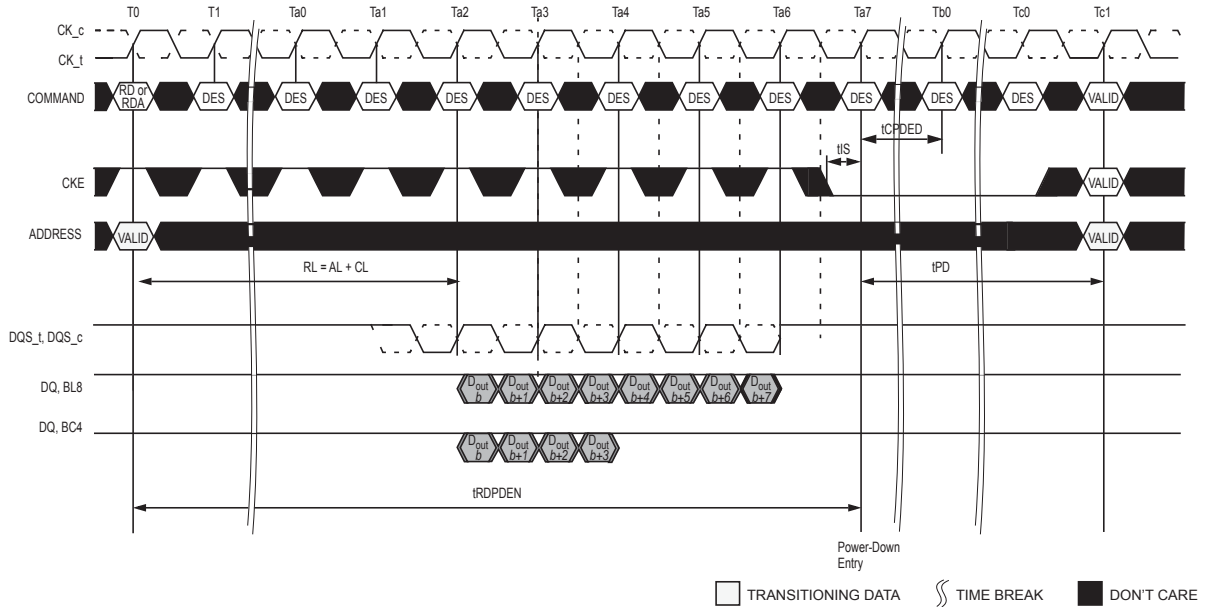 T0 T1 Ta0 Ta1 Ta2 Ta3 Ta4 Ta5 Ta6 Ta7 Tb0 Tc0 Tc1
CK_c
CK_t
COMMAND RD or RDA DES DES DES DES DES DES DES DES DES DES DES VALID
tCPDED
tIS
CKE VALID
ADDRESS VALID VALID
RL = AL + CL tPD
DQS_t, DQS_c
DQ, BL8 Dout b Dout b+1 Dout b+2 Dout b+3 Dout b+4 Dout b+5 Dout b+6 Dout b+7
DQ, BC4 Dout b Dout b+1 Dout b+2 Dout b+3
tRDPDEN
Power-Down
Entry
TRANSITIONING DATA TIME BREAK DON'T CARE